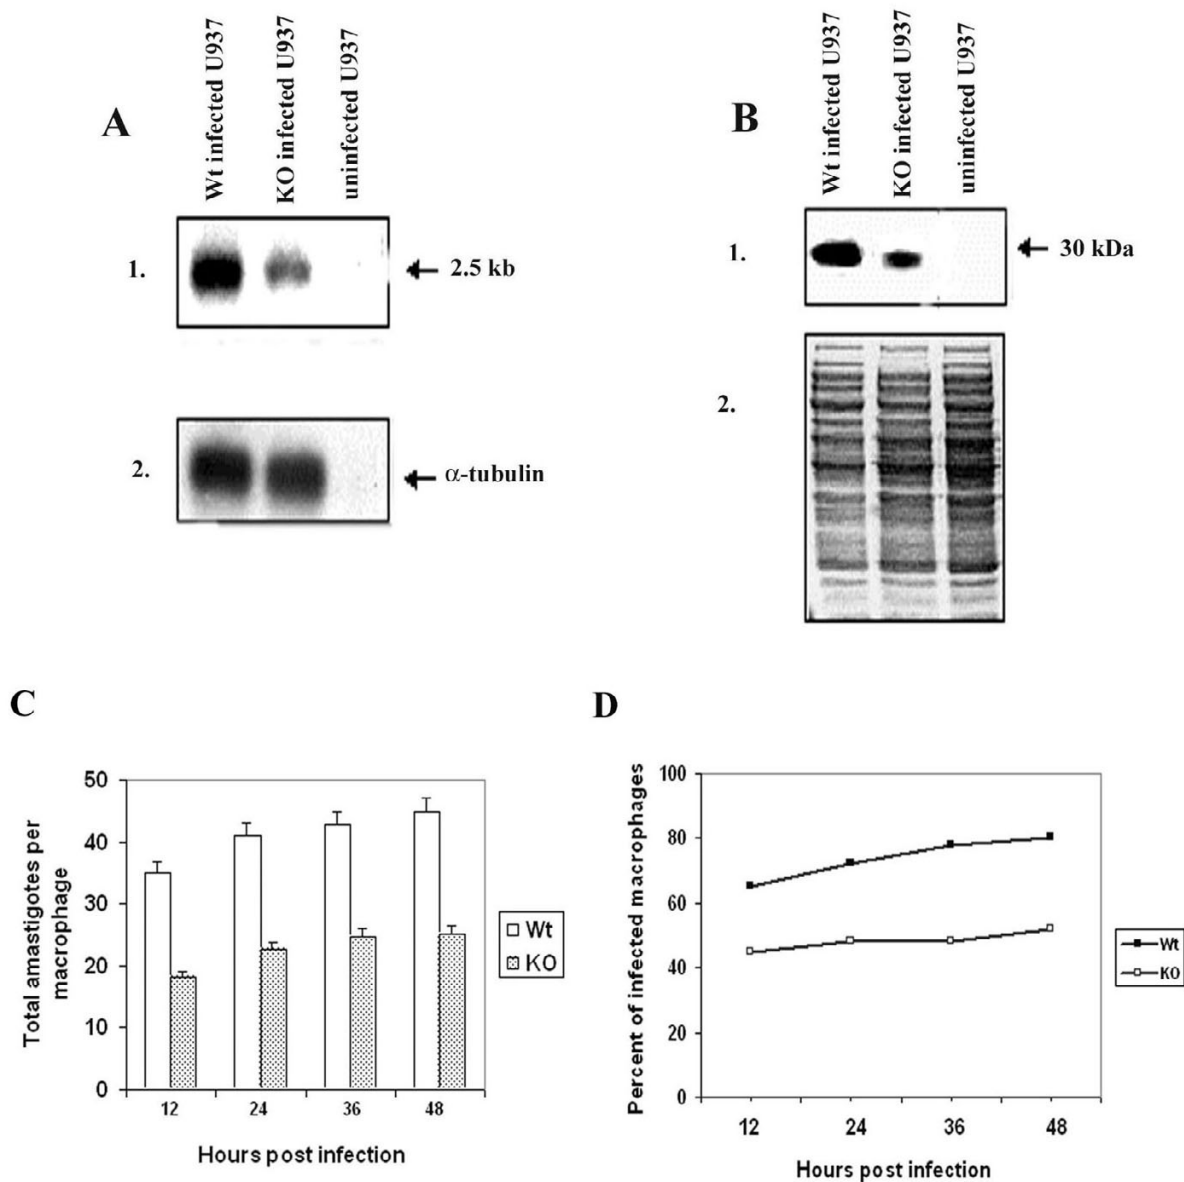 A
Wt infected U937
KO infected U937
uninfected U937
1.
2.5 kb
2.
α-tubulin
B
Wt infected U937
KO infected U937
uninfected U937
1.
30 kDa
2.
C
Total amastigotes per
macrophage
50
40
30
20
10
0
12
24
36
48
Hours post infection
Wt
KO
D
Percent of infected macrophages
100
80
60
40
20
0
12
24
36
48
Hours post infection
Wt
KO